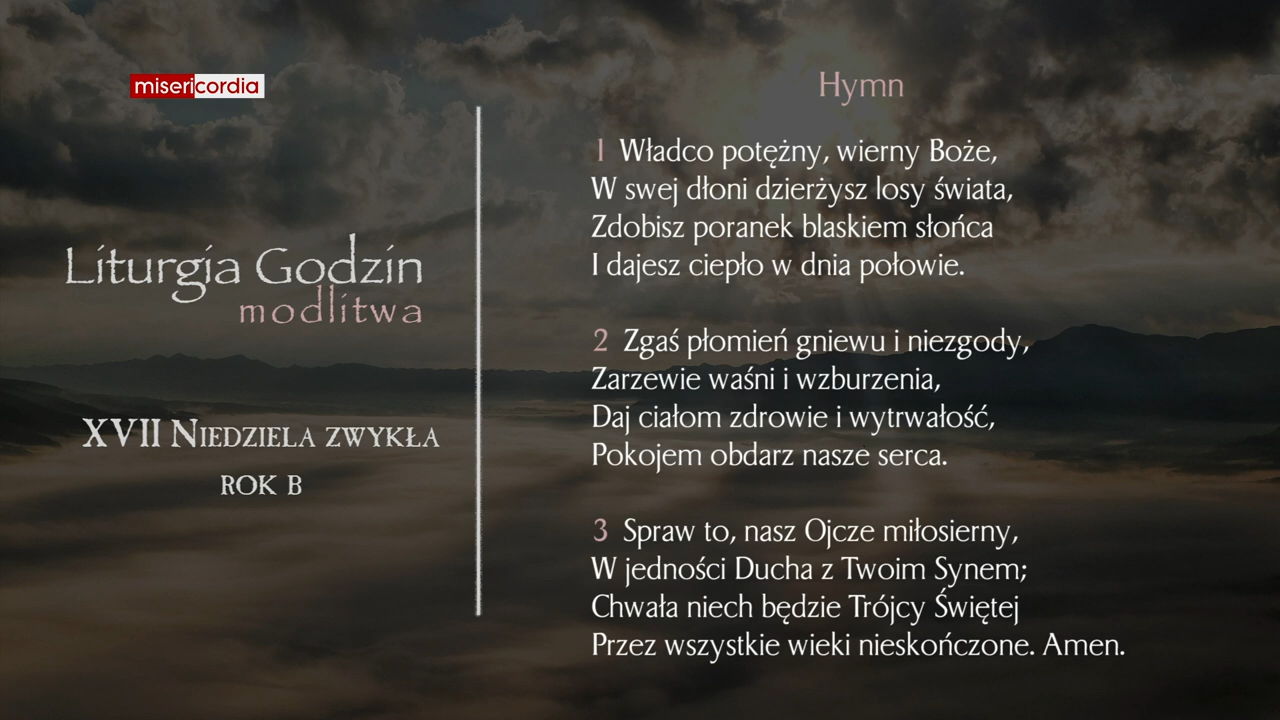 misericordia
Liturgia Godzin
modlitwa
XVII Niedziela zwykła
rok B
Hymn
1 Władco potężny, wierny Boże,
W swej dłoni dzierżysz losy świata,
Zdobisz poranek blaskiem słońca
I dajesz ciepło w dnia połowie.
2 Zgaś płomień gniewu i niezgody,
Zarzewie waśni i wzburzenia,
Daj ciałom zdrowie i wytrwałość,
Pokojem obdarz nasze serca.
3 Spraw to, nasz Ojcze miłosierny,
W jedności Ducha z Twoim Synem;
Chwała niech będzie Trójcy Świętej
Przez wszystkie wieki nieskończone. Amen.